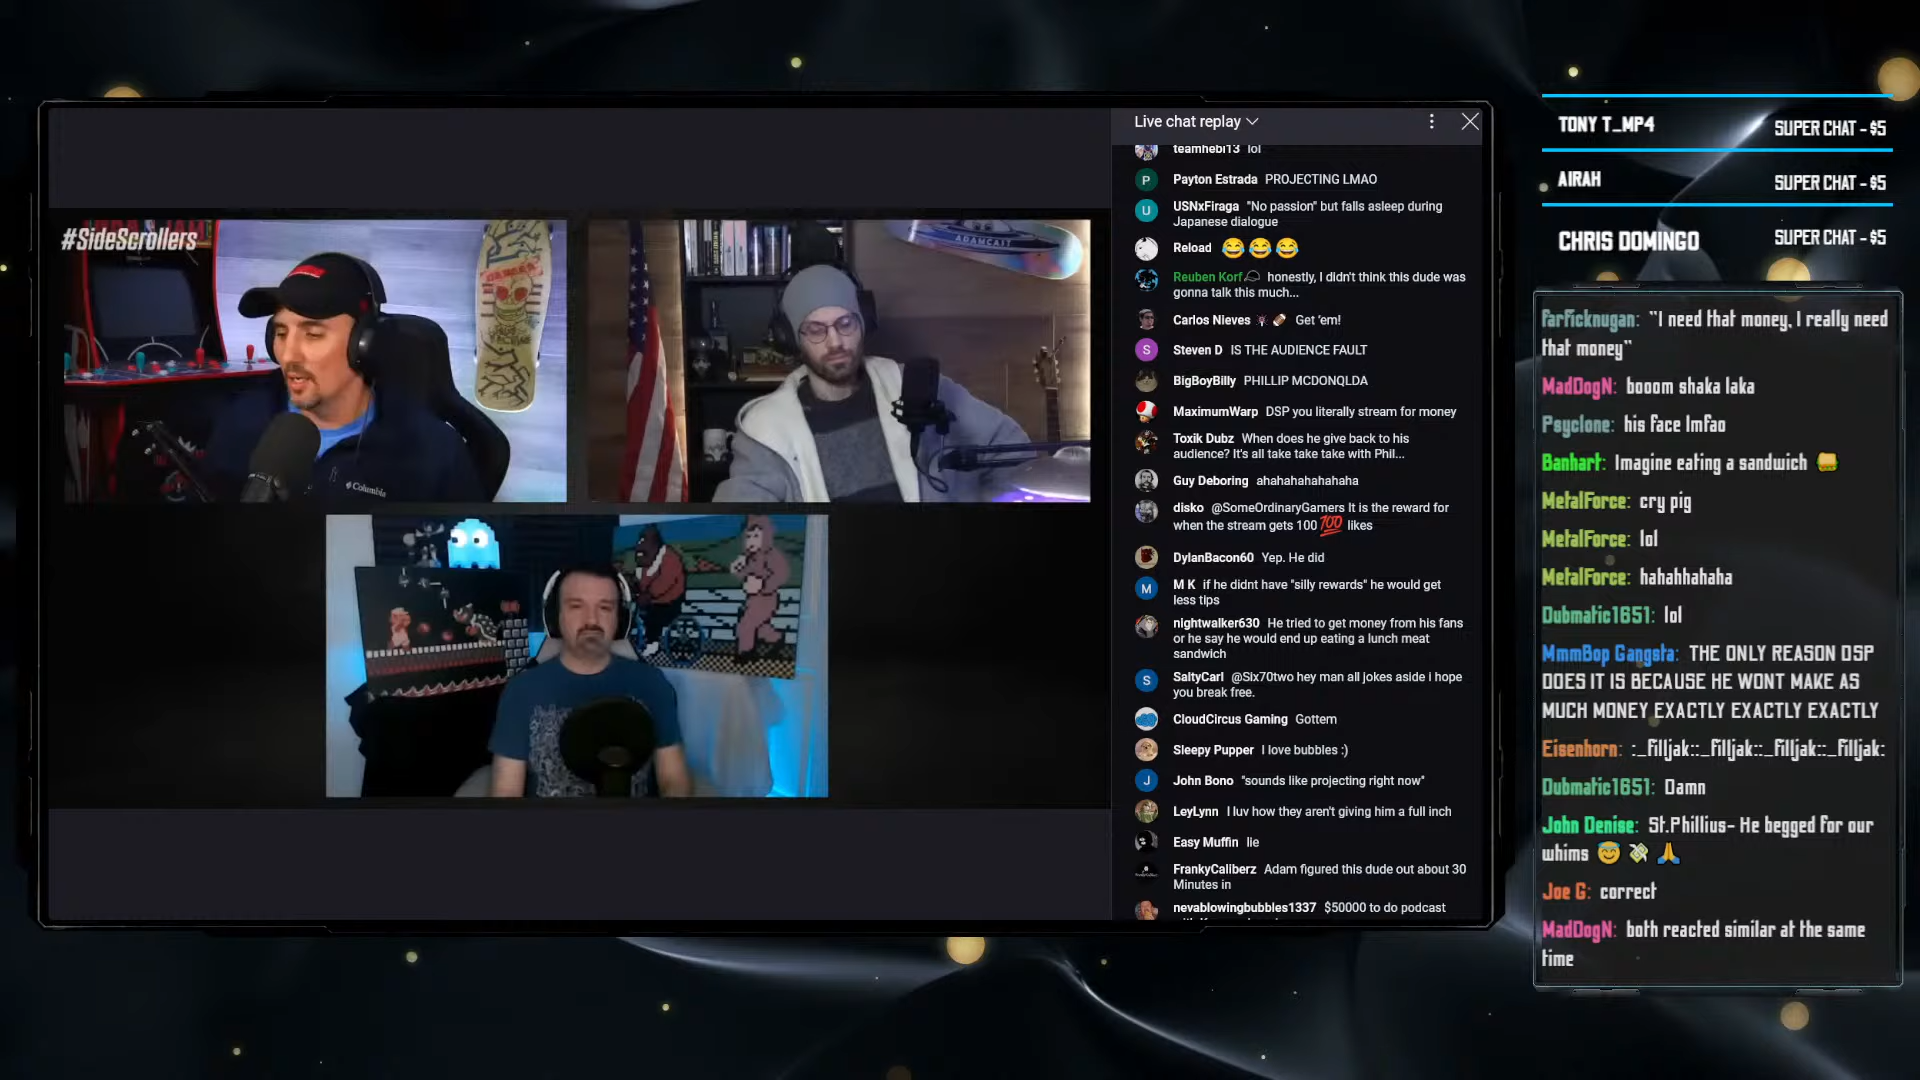 #SideScrollers
ADAMCAST
Columbia
Live chat replay
teamhebi13 lol
Payton Estrada PROJECTING LMAO
USNxFiraga "No passion" but falls asleep during
Japanese dialogue
Reload 😂😂😂
Reuben Korf honestly, I didn't think this dude was
gonna talk this much...
Carlos Nieves Get 'em!
Steven D IS THE AUDIENCE FAULT
BigBoyBilly PHILLIP MCDONQLDA
MaximumWarp DSP you literally stream for money
Toxik Dubz When does he give back to his
audience? It's all take take take with Phil...
Guy Deboring ahahahahahaha
disko @SomeOrdinaryGamers It is the reward for
when the stream gets 100 💯 likes
DylanBacon60 Yep. He did
M K if he didnt have "silly rewards" he would get
less tips
nightwalker630 He tried to get money from his fans
or he say he would end up eating a lunch meat
sandwich
SaltyCarl @Six70two hey man all jokes aside i hope
you break free.
CloudCircus Gaming Gottem
Sleepy Pupper I love bubbles :)
John Bono "sounds like projecting right now"
LeyLynn I luv how they aren't giving him a full inch
Easy Muffin lie
FrankyCaliberz Adam figured this dude out about 30
Minutes in
nevablowingbubbles1337 $50000 to do podcast
TONY T_MP4 SUPER CHAT - $5
AIRAH SUPER CHAT - $5
CHRIS DOMINGO SUPER CHAT - $5
farficknugan: "I need that money, I really need
that money"
MadDogN: booom shaka laka
Psyclone: his face lmfao
Banhart: Imagine eating a sandwich 🥪
MetalForce: cry pig
MetalForce: lol
MetalForce: hahahhahaha
Dubmatic1651: lol
MmmBop Gangsta: THE ONLY REASON DSP
DOES IT IS BECAUSE HE WONT MAKE AS
MUCH MONEY EXACTLY EXACTLY EXACTLY
Eisenhorn: :_filljak::_filljak::_filljak::_filljak:
Dubmatic1651: Damn
John Denise: St.Phillius- He begged for our
whims 😇 💸 🙏
Joe G: correct
MadDogN: both reacted similar at the same
time